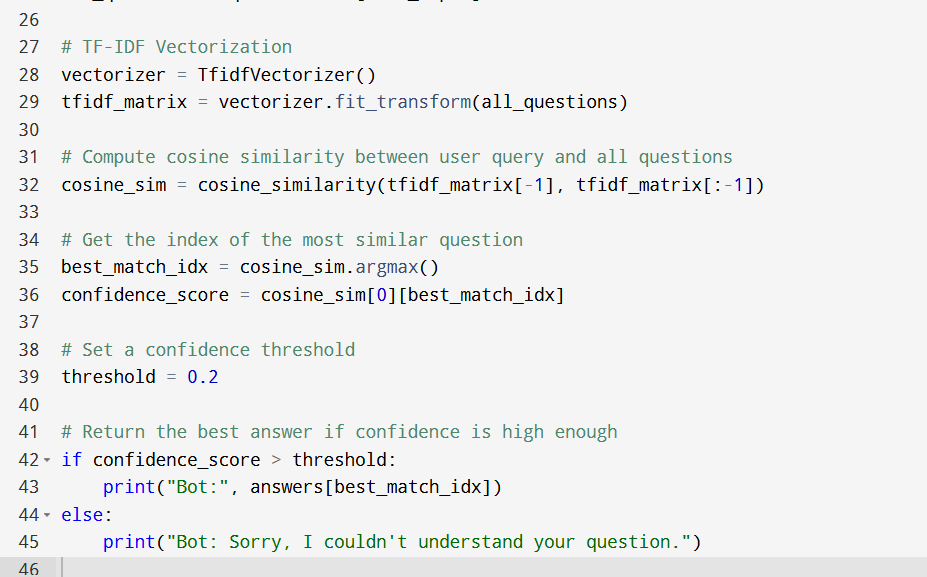 26
27 # TF-IDF Vectorization
28 vectorizer = TfidfVectorizer()
29 tfidf_matrix = vectorizer.fit_transform(all_questions)
30
31 # Compute cosine similarity between user query and all questions
32 cosine_sim = cosine_similarity(tfidf_matrix[-1], tfidf_matrix[:-1])
33
34 # Get the index of the most similar question
35 best_match_idx = cosine_sim.argmax()
36 confidence_score = cosine_sim[0][best_match_idx]
37
38 # Set a confidence threshold
39 threshold = 0.2
40
41 # Return the best answer if confidence is high enough
42 if confidence_score > threshold:
43     print("Bot:", answers[best_match_idx])
44 else:
45     print("Bot: Sorry, I couldn't understand your question.")
46